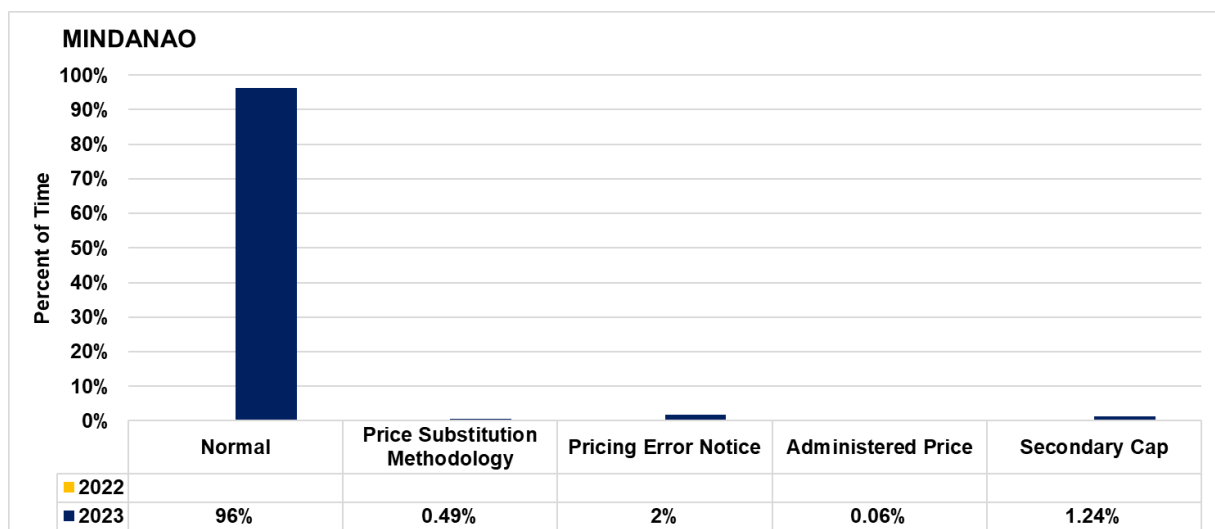 MINDANAO
100%
90%
80%
70%
60%
50%
40%
30%
20%
10%
0%
Percent of Time
Normal
Price Substitution
Methodology
Pricing Error Notice
Administered Price
Secondary Cap
2022
2023 96% 0.49% 2% 0.06% 1.24%